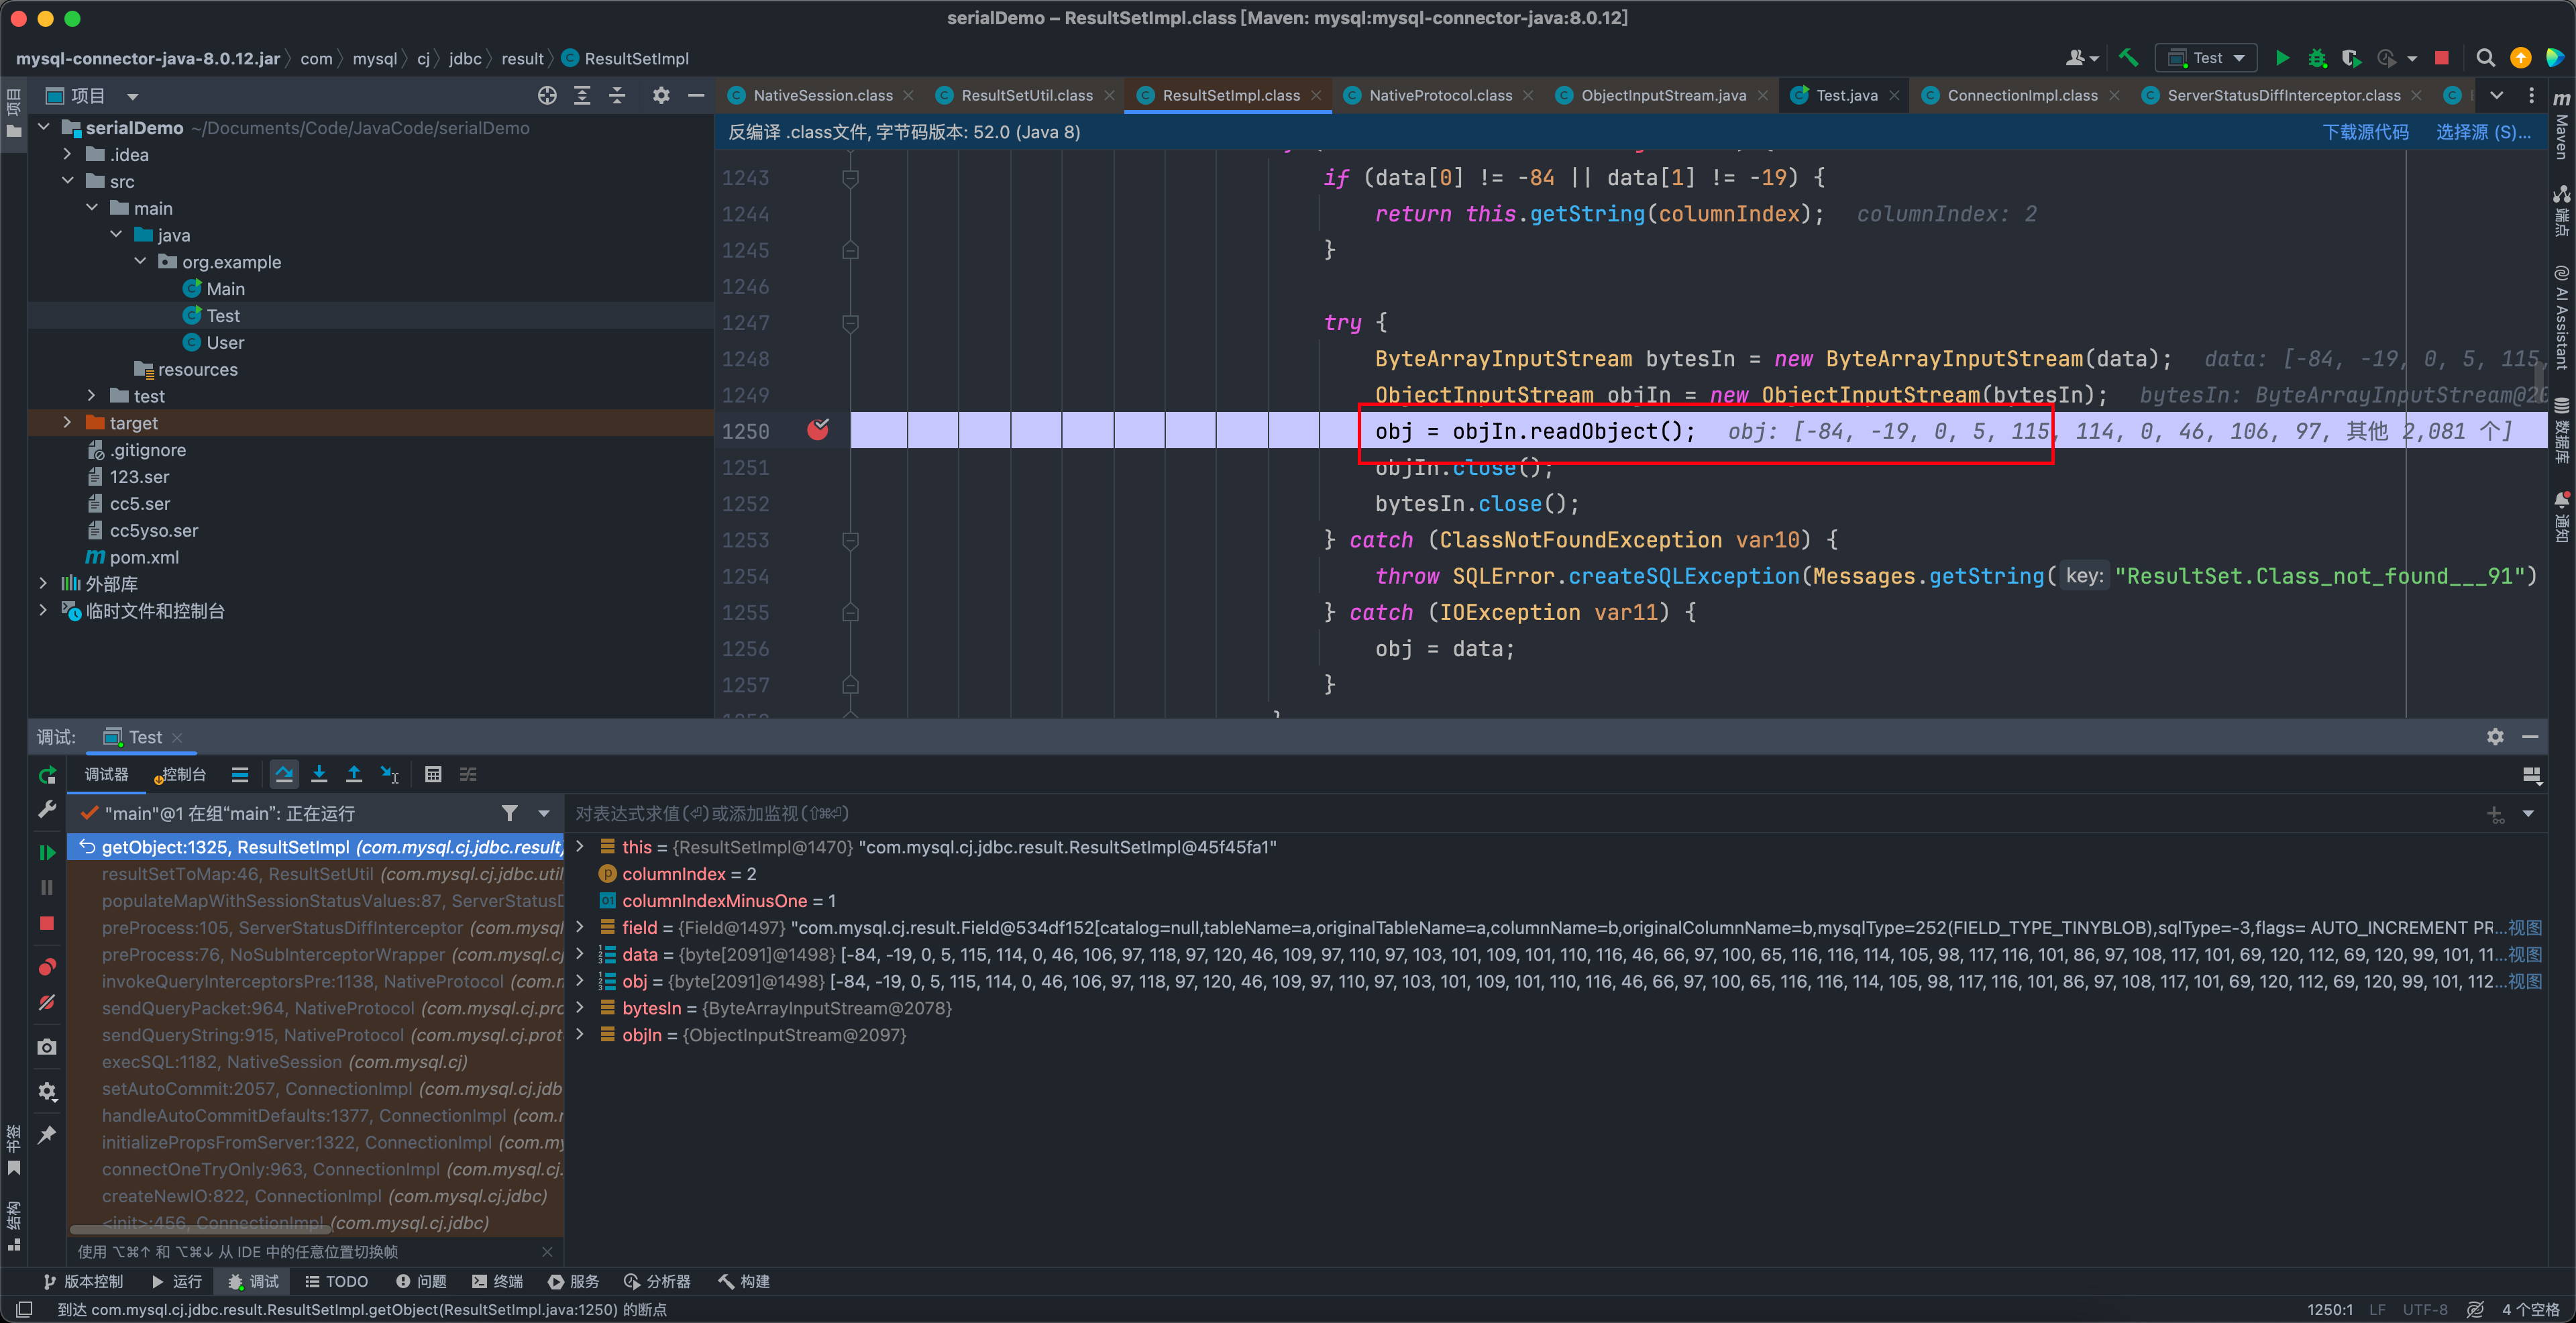 serialDemo – ResultSetImpl.class [Maven: mysql:mysql-connector-java:8.0.12]
mysql-connector-java-8.0.12.jar 〉 com 〉 mysql 〉 cj 〉 jdbc 〉 result 〉 ResultSetImpl
Test
项目
NativeSession.class
ResultSetUtil.class
ResultSetImpl.class
NativeProtocol.class
ObjectInputStream.java
Test.java
ConnectionImpl.class
ServerStatusDiffInterceptor.class
反编译 .class文件, 字节码版本: 52.0 (Java 8)
下载源代码
选择源 (S)...
项目
serialDemo ~/Documents/Code/JavaCode/serialDemo
.idea
src
main
java
org.example
Main
Test
User
resources
test
target
.gitignore
123.ser
cc5.ser
cc5yso.ser
pom.xml
外部库
临时文件和控制台
1243 if (data[0] != -84 || data[1] != -19) {
1244 return this.getString(columnIndex); columnIndex: 2
1245 }
1246
1247 try {
1248 ByteArrayInputStream bytesIn = new ByteArrayInputStream(data); data: [-84, -19, 0, 5, 115,
1249 ObjectInputStream objIn = new ObjectInputStream(bytesIn); bytesIn: ByteArrayInputStream@20
1250 obj = objIn.readObject(); obj: [-84, -19, 0, 5, 115, 114, 0, 46, 106, 97, 其他 2,081 个]
1251 objIn.close();
1252 bytesIn.close();
1253 } catch (ClassNotFoundException var10) {
1254 throw SQLError.createSQLException(Messages.getString( key: "ResultSet.Class_not_found___91")
1255 } catch (IOException var11) {
1256 obj = data;
1257 }
Maven
端点
AI Assistant
数据库
通知
调试: Test
调试器
控制台
"main"@1 在组“main”: 正在运行
对表达式求值(⏎)或添加监视(⇧⌘⏎)
getObject:1325, ResultSetImpl (com.mysql.cj.jdbc.result,
resultSetToMap:46, ResultSetUtil (com.mysql.cj.jdbc.util
populateMapWithSessionStatusValues:87, ServerStatusD
preProcess:105, ServerStatusDiffInterceptor (com.mysql
preProcess:76, NoSubInterceptorWrapper (com.mysql.cj
invokeQueryInterceptorsPre:1138, NativeProtocol (com.m
sendQueryPacket:964, NativeProtocol (com.mysql.cj.pro
sendQueryString:915, NativeProtocol (com.mysql.cj.prot
execSQL:1182, NativeSession (com.mysql.cj)
setAutoCommit:2057, ConnectionImpl (com.mysql.cj.jdb
handleAutoCommitDefaults:1377, ConnectionImpl (com.m
initializePropsFromServer:1322, ConnectionImpl (com.my
connectOneTryOnly:963, ConnectionImpl (com.mysql.cj.
createNewIO:822, ConnectionImpl (com.mysql.cj.jdbc)
<init>:456, ConnectionImpl (com.mysql.cj.jdbc)
使用 ⌥⌘↑ 和 ⌥⌘↓ 从 IDE 中的任意位置切换帧
this = {ResultSetImpl@1470} "com.mysql.cj.jdbc.result.ResultSetImpl@45f45fa1"
columnIndex = 2
columnIndexMinusOne = 1
field = {Field@1497} "com.mysql.cj.result.Field@534df152[catalog=null,tableName=a,originalTableName=a,columnName=b,originalColumnName=b,mysqlType=252(FIELD_TYPE_TINYBLOB),sqlType=-3,flags= AUTO_INCREMENT PR...视图
data = {byte[2091]@1498} [-84, -19, 0, 5, 115, 114, 0, 46, 106, 97, 118, 97, 120, 46, 109, 97, 110, 97, 103, 101, 109, 101, 110, 116, 46, 66, 97, 100, 65, 116, 116, 114, 105, 98, 117, 116, 101, 86, 97, 108, 117, 101, 69, 120, 112, 69, 120, 99, 101, 11...视图
obj = {byte[2091]@1498} [-84, -19, 0, 5, 115, 114, 0, 46, 106, 97, 118, 97, 120, 46, 109, 97, 110, 97, 103, 101, 109, 101, 110, 116, 46, 66, 97, 100, 65, 116, 116, 114, 105, 98, 117, 116, 101, 86, 97, 108, 117, 101, 69, 120, 112, 69, 120, 99, 101, 112...视图
bytesIn = {ByteArrayInputStream@2078}
objIn = {ObjectInputStream@2097}
书签
结构
版本控制 运行 调试 TODO 问题 终端 服务 分析器 构建
到达 com.mysql.cj.jdbc.result.ResultSetImpl.getObject(ResultSetImpl.java:1250) 的断点
1250:1 LF UTF-8 4 个空格